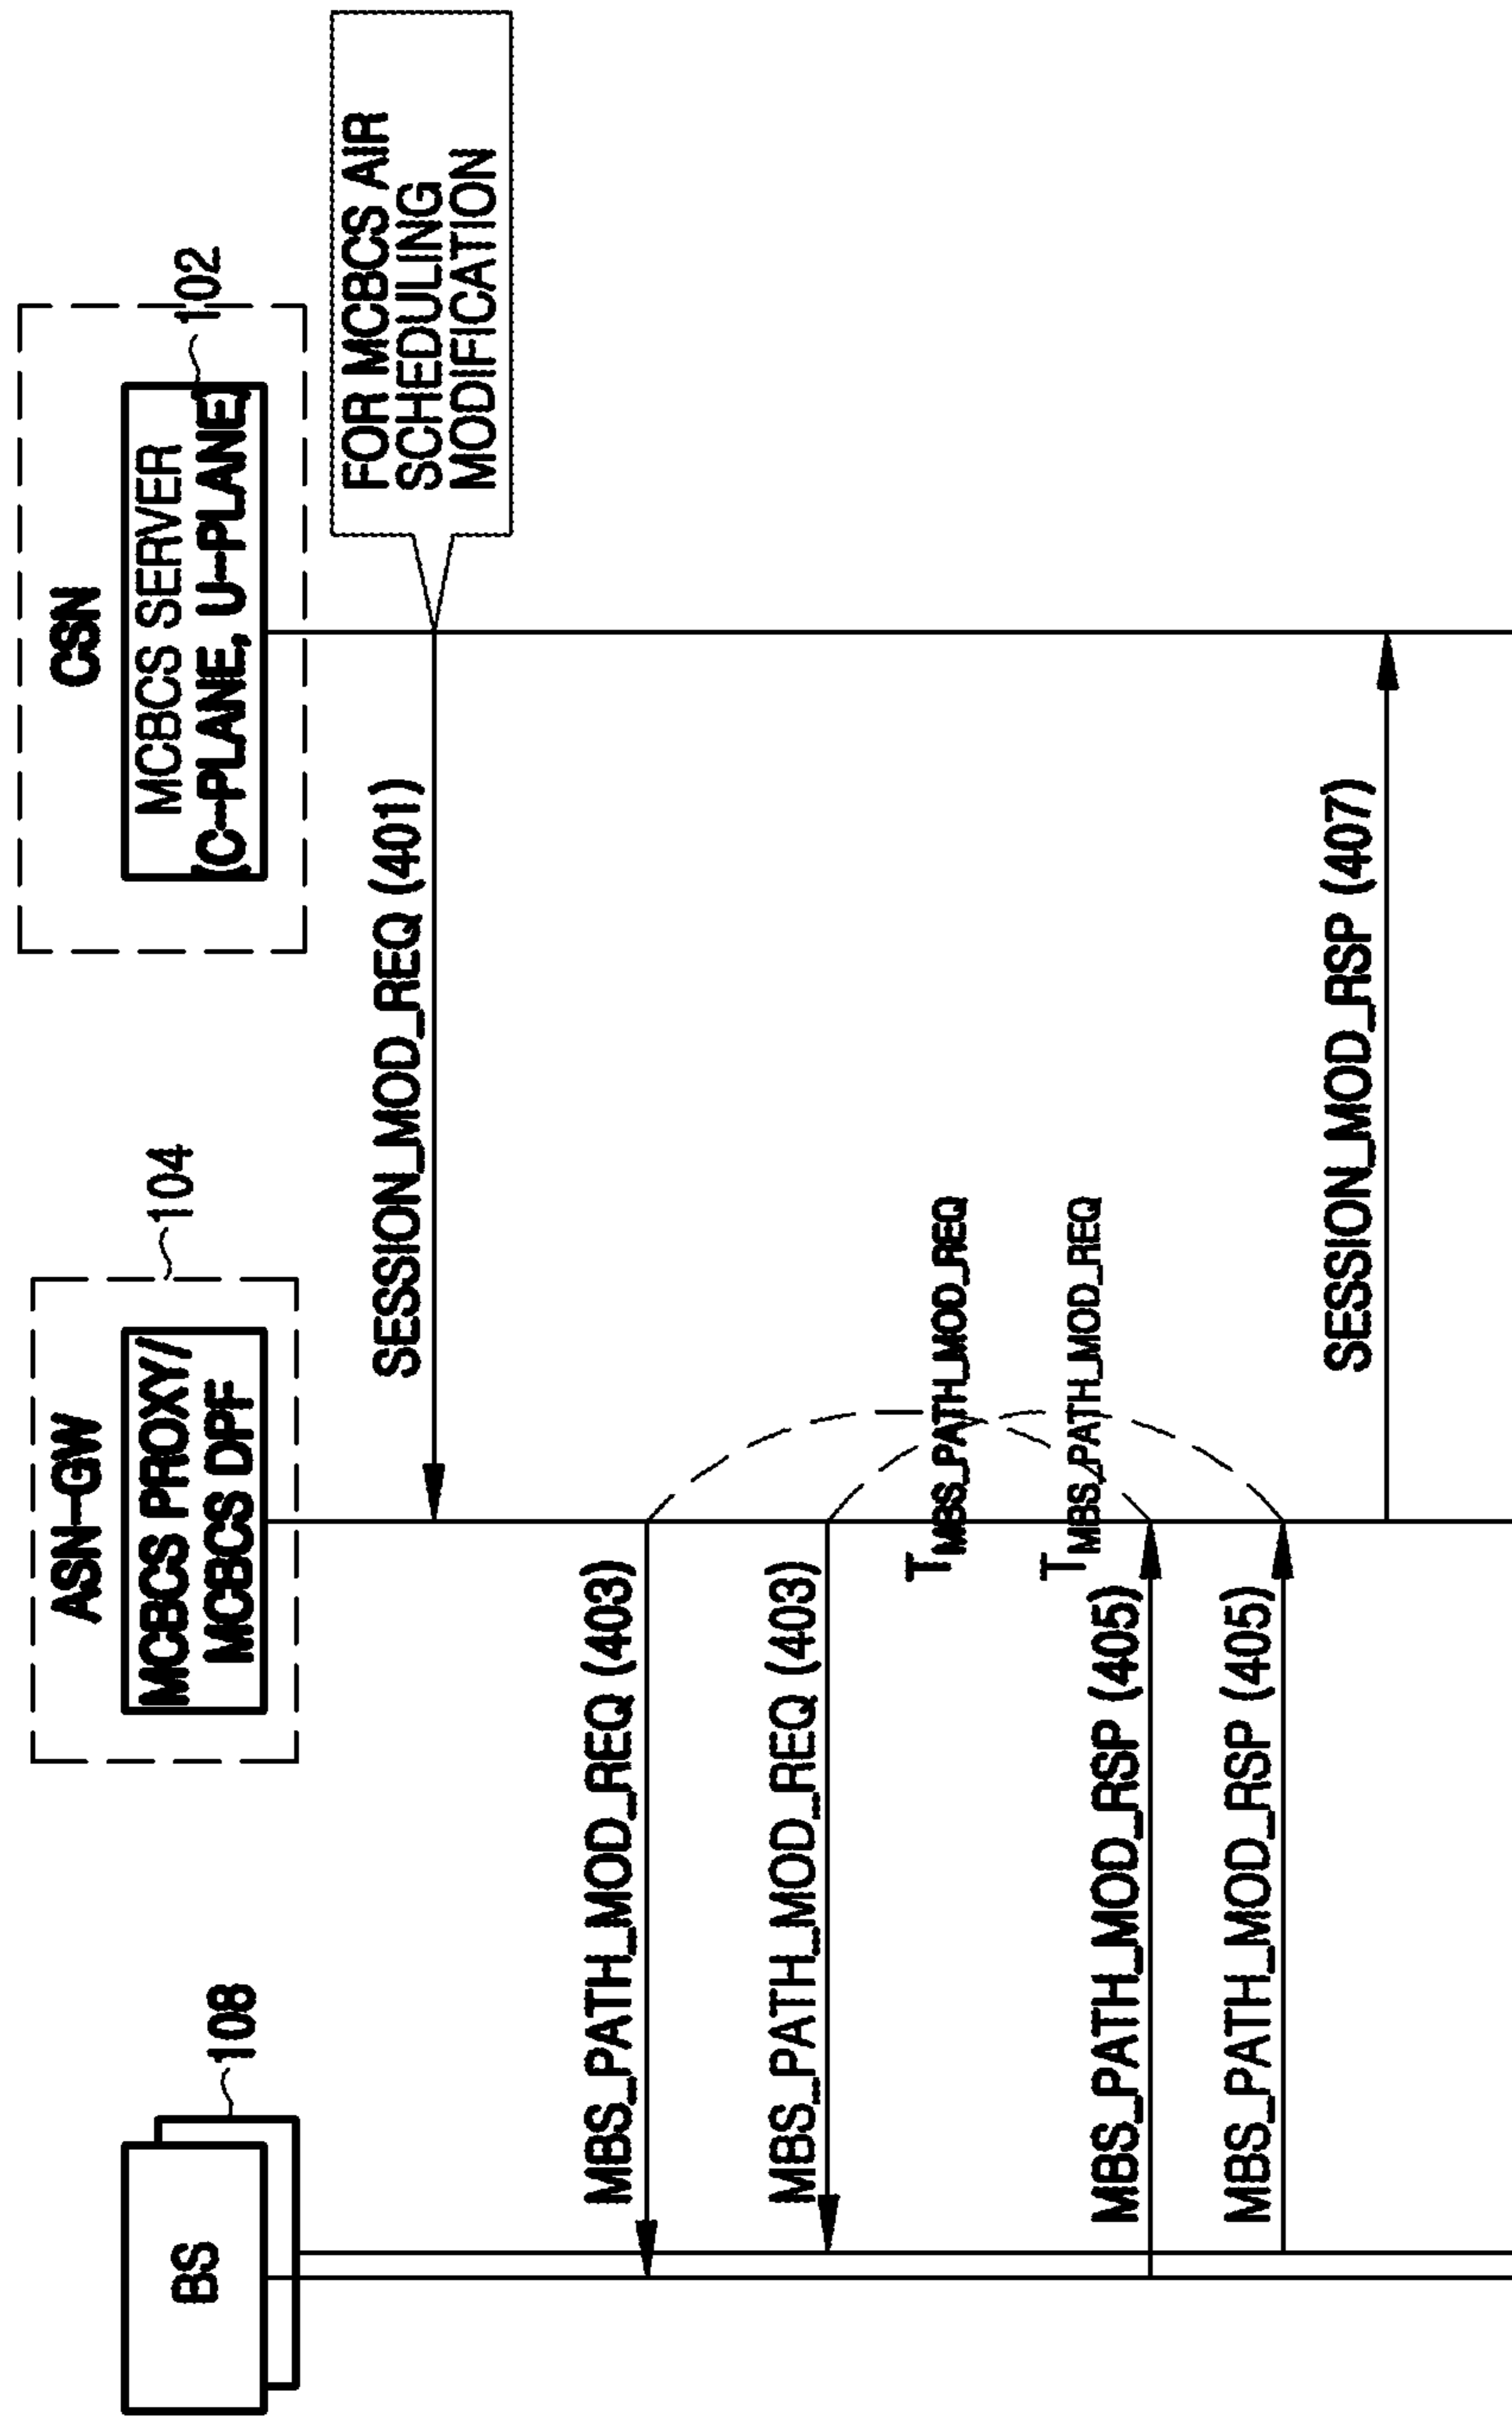 BS
108
ASN-GW
MCBCS PROXY/
MCBCS DPF
104
CSN
MCBCS SERVER
(C-PLANE, U-PLANE)
102
FOR MCBCS AIR
SCHEDULING
MODIFICATION
SESSION_MOD_REQ (401)
MBS_PATH_MOD_REQ (403)
MBS_PATH_MOD_REQ (403)
TMBS_PATH_MOD_REQ
TMBS_PATH_MOD_REQ
MBS_PATH_MOD_RSP (405)
MBS_PATH_MOD_RSP (405)
SESSION_MOD_RSP (407)